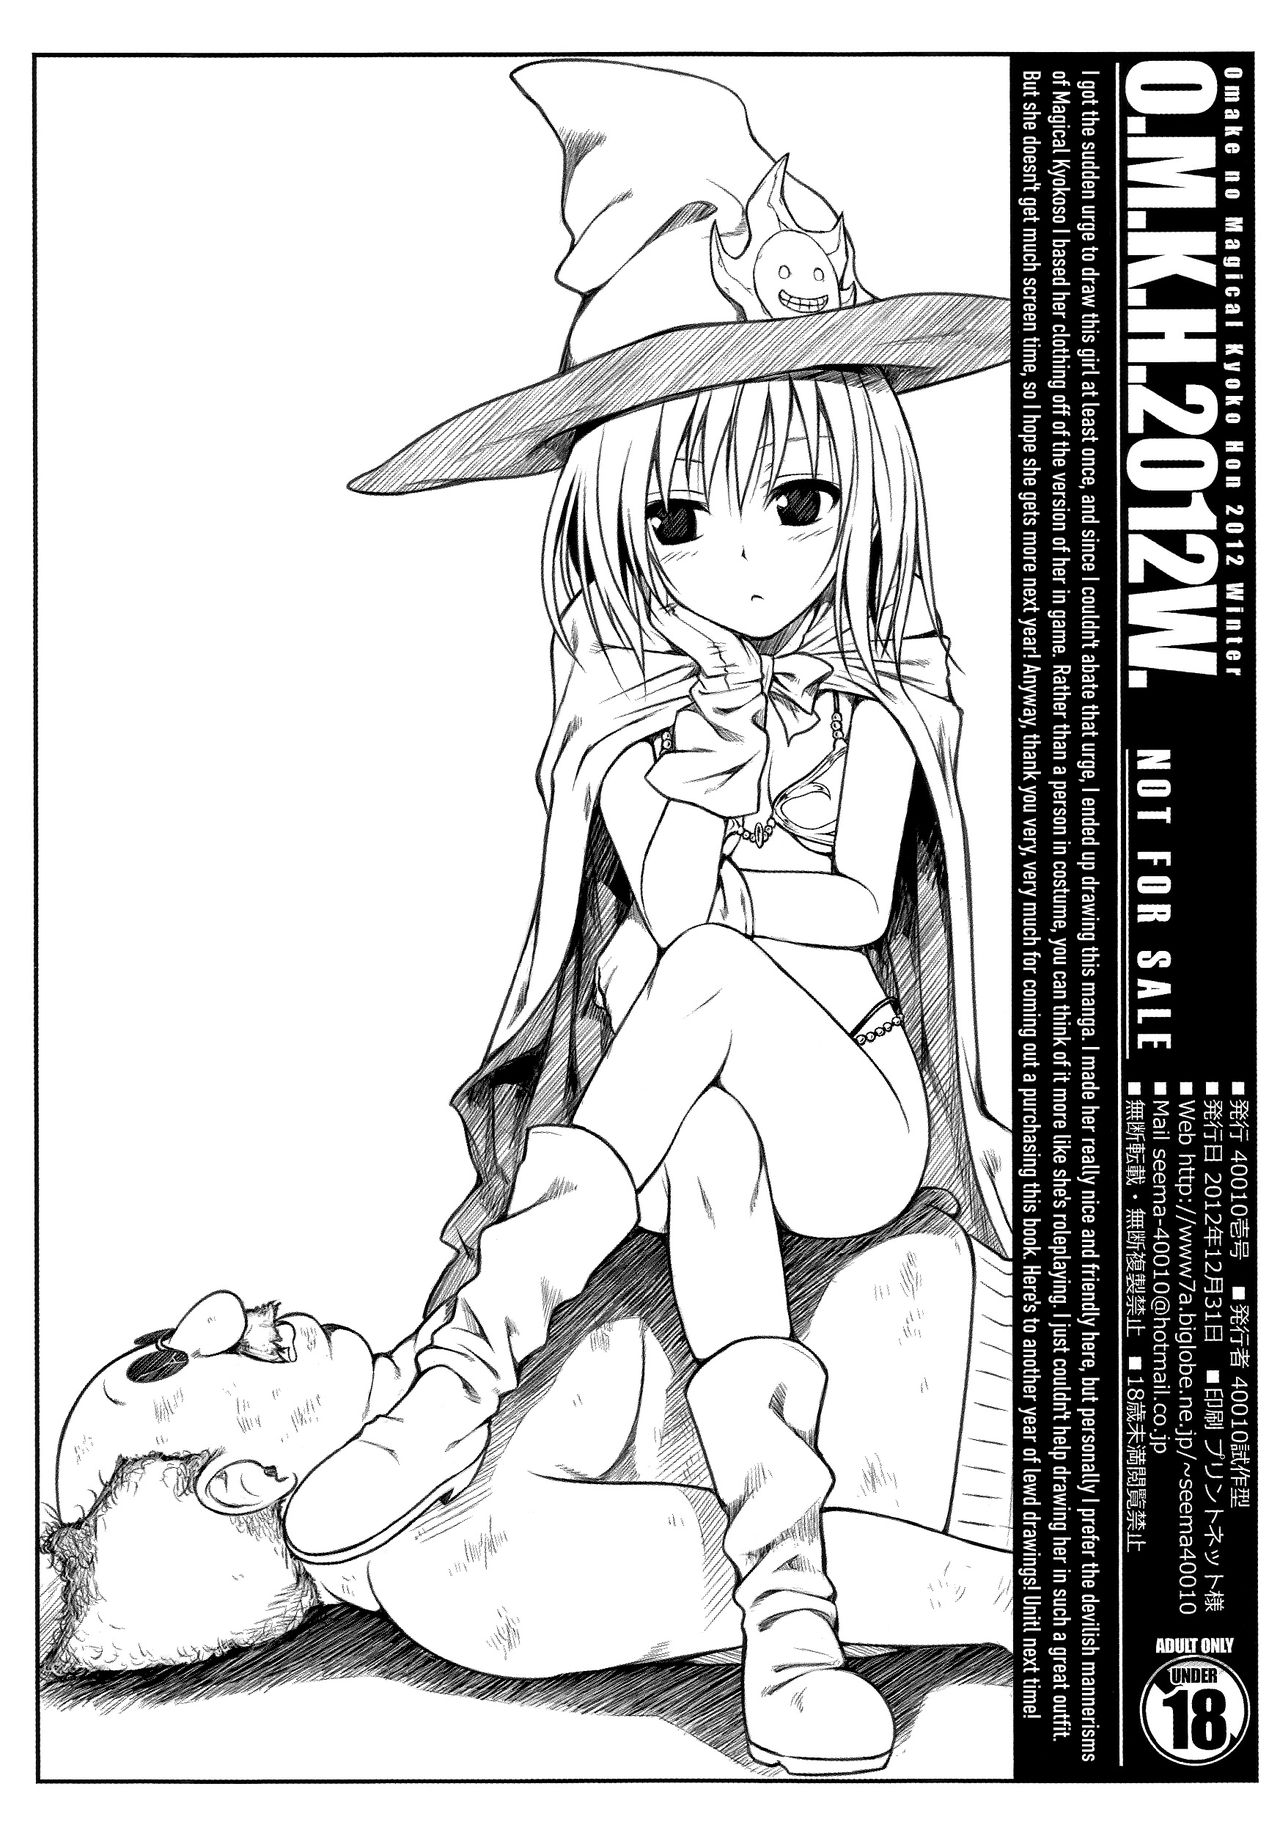 Omake no Magical Kyoko Hon 2012 Winter
O.M.K.H.2012W.
NOT FOR SALE
■発行 40010壱号 ■発行者 40010試作型
■発行日 2012年12月31日 ■印刷 プリントネット様
■Web http://www7a.biglobe.ne.jp/~seema40010
■Mail seema-40010@hotmail.co.jp
■無断転載・無断複製禁止 ■18歳未満閲覧禁止
ADULT ONLY
UNDER
18
I got the sudden urge to draw this girl at least once, and since I couldn't abate that urge, I ended up drawing this manga. I made her really nice and friendly here, but personally I prefer the devilish mannerisms
of Magical Kyokoso I based her clothing off of the version of her in game. Rather than a person in costume, you can think of it more like she's roleplaying. I just couldn't help drawing her in such a great outfit.
But she doesn't get much screen time, so I hope she gets more next year! Anyway, thank you very, very much for coming out a purchasing this book. Here's to another year of lewd drawings! Unitl next time!